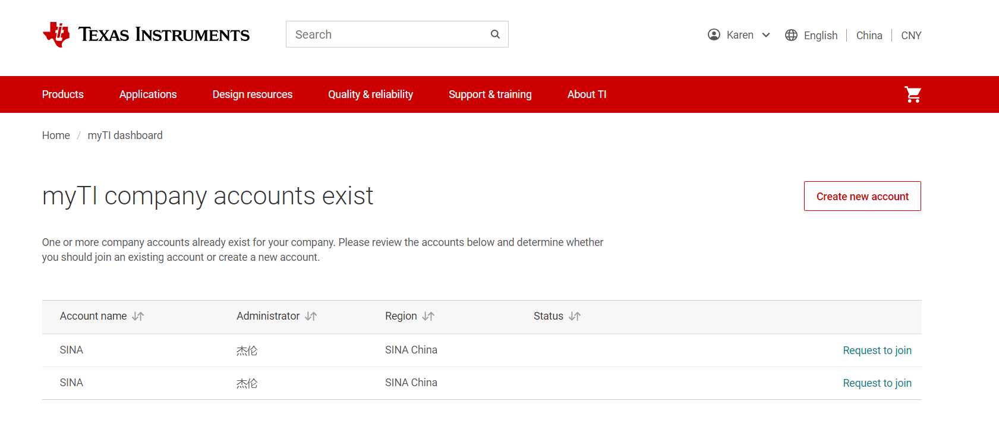 TEXAS INSTRUMENTS
Search
Karen
English
China
CNY
Products
Applications
Design resources
Quality & reliability
Support & training
About TI
Home / myTI dashboard
myTI company accounts exist
Create new account
One or more company accounts already exist for your company. Please review the accounts below and determine whether
you should join an existing account or create a new account.
Account name
Administrator
Region
Status
SINA
杰伦
SINA China
Request to join
SINA
杰伦
SINA China
Request to join